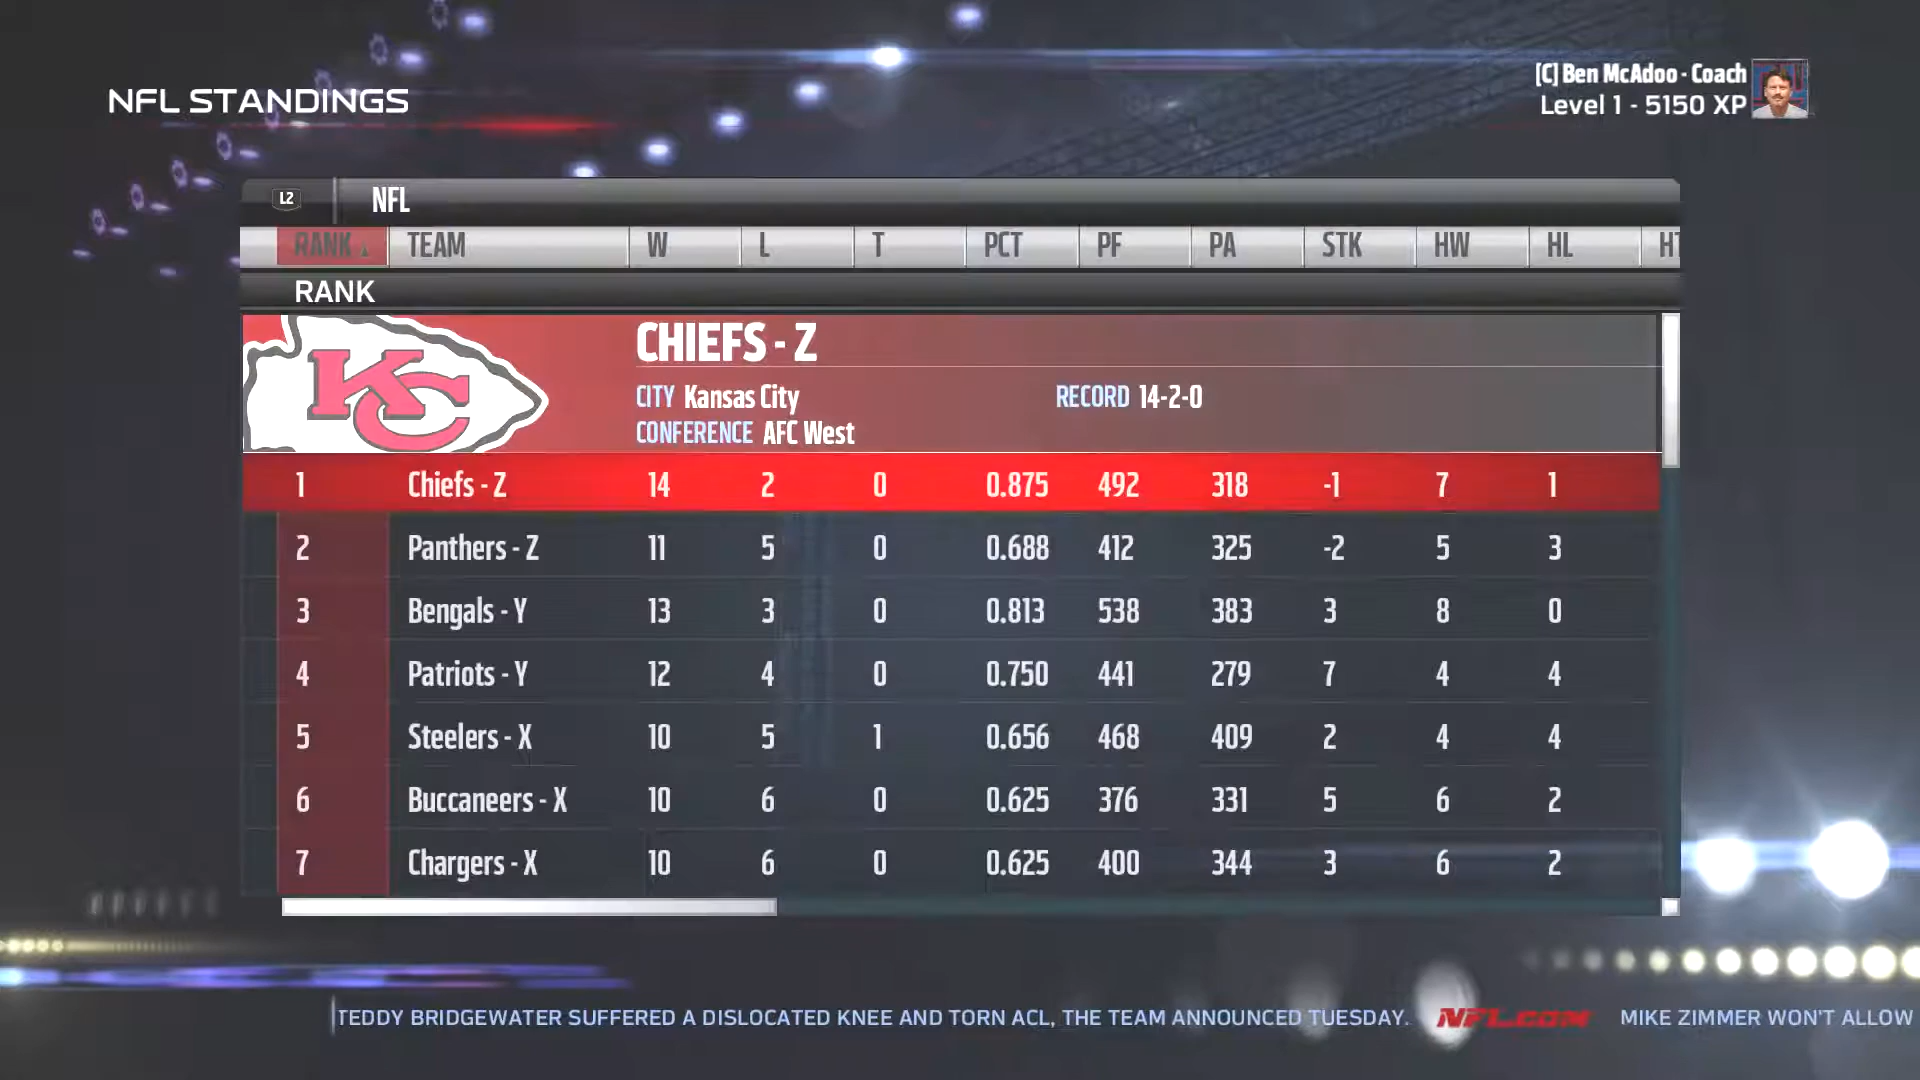 NFL STANDINGS
[C] Ben McAdoo - Coach
Level 1 - 5150 XP
L2 NFL
RANK TEAM W L T PCT PF PA STK HW HL HT
RANK
KC
CHIEFS - Z
CITY Kansas City RECORD 14-2-0
CONFERENCE AFC West
1 Chiefs - Z 14 2 0 0.875 492 318 -1 7 1
2 Panthers - Z 11 5 0 0.688 412 325 -2 5 3
3 Bengals - Y 13 3 0 0.813 538 383 3 8 0
4 Patriots - Y 12 4 0 0.750 441 279 7 4 4
5 Steelers - X 10 5 1 0.656 468 409 2 4 4
6 Buccaneers - X 10 6 0 0.625 376 331 5 6 2
7 Chargers - X 10 6 0 0.625 400 344 3 6 2
TEDDY BRIDGEWATER SUFFERED A DISLOCATED KNEE AND TORN ACL, THE TEAM ANNOUNCED TUESDAY. NFL.COM MIKE ZIMMER WON'T ALLOW